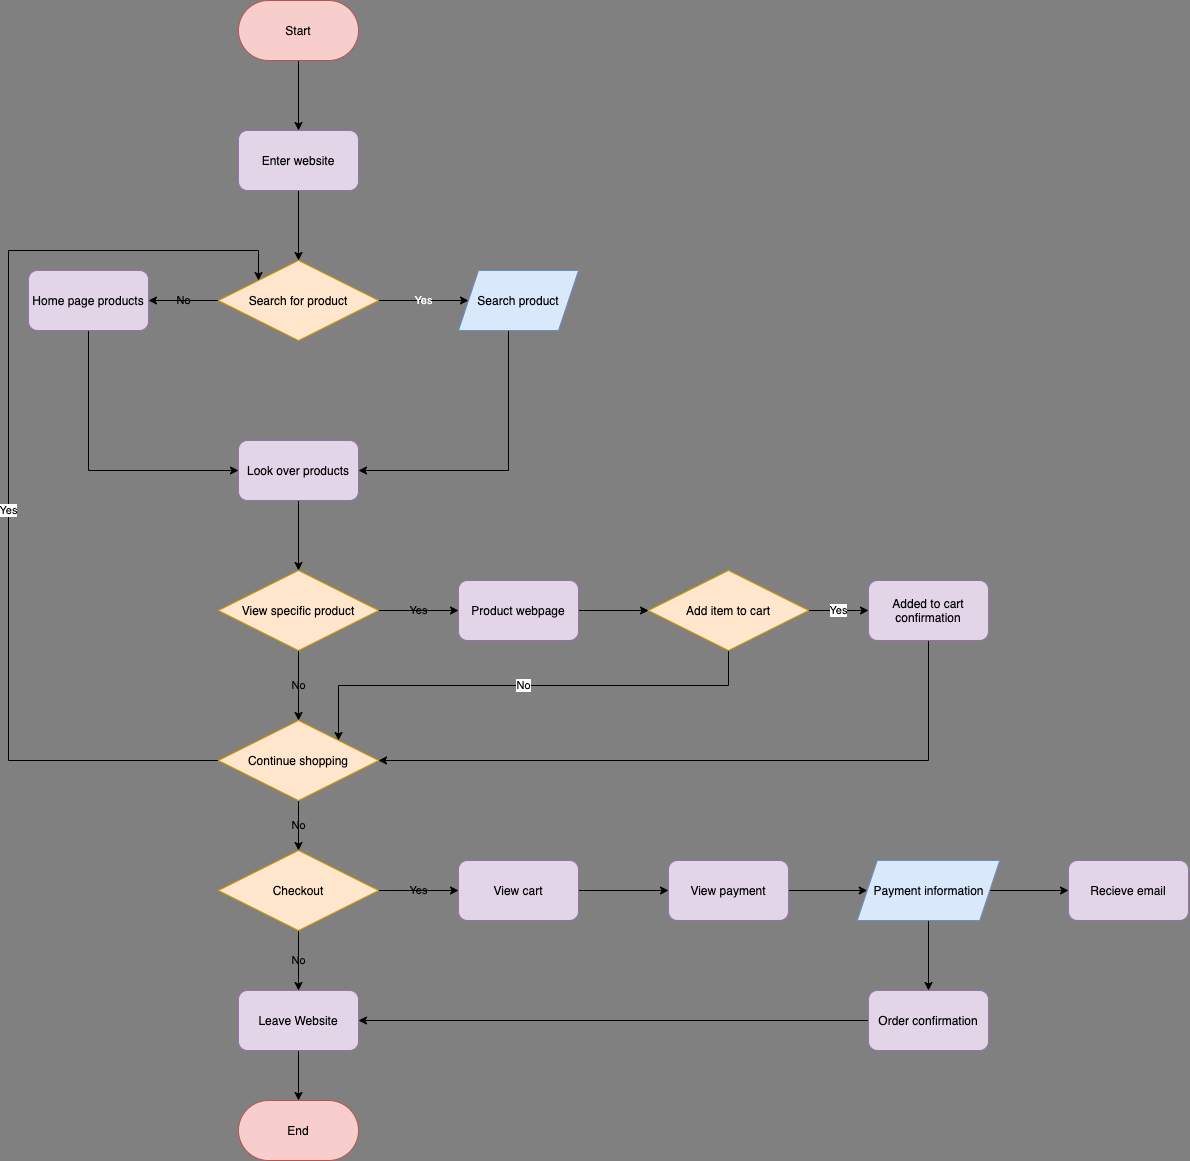 Start
Enter website
Home page products
No
Search for product
Yes
Search product
Look over products
Yes
View specific product
Yes
Product webpage
Add item to cart
Yes
Added to cart
confirmation
No
No
Continue shopping
No
Checkout
Yes
View cart
View payment
Payment information
Recieve email
No
Leave Website
Order confirmation
End